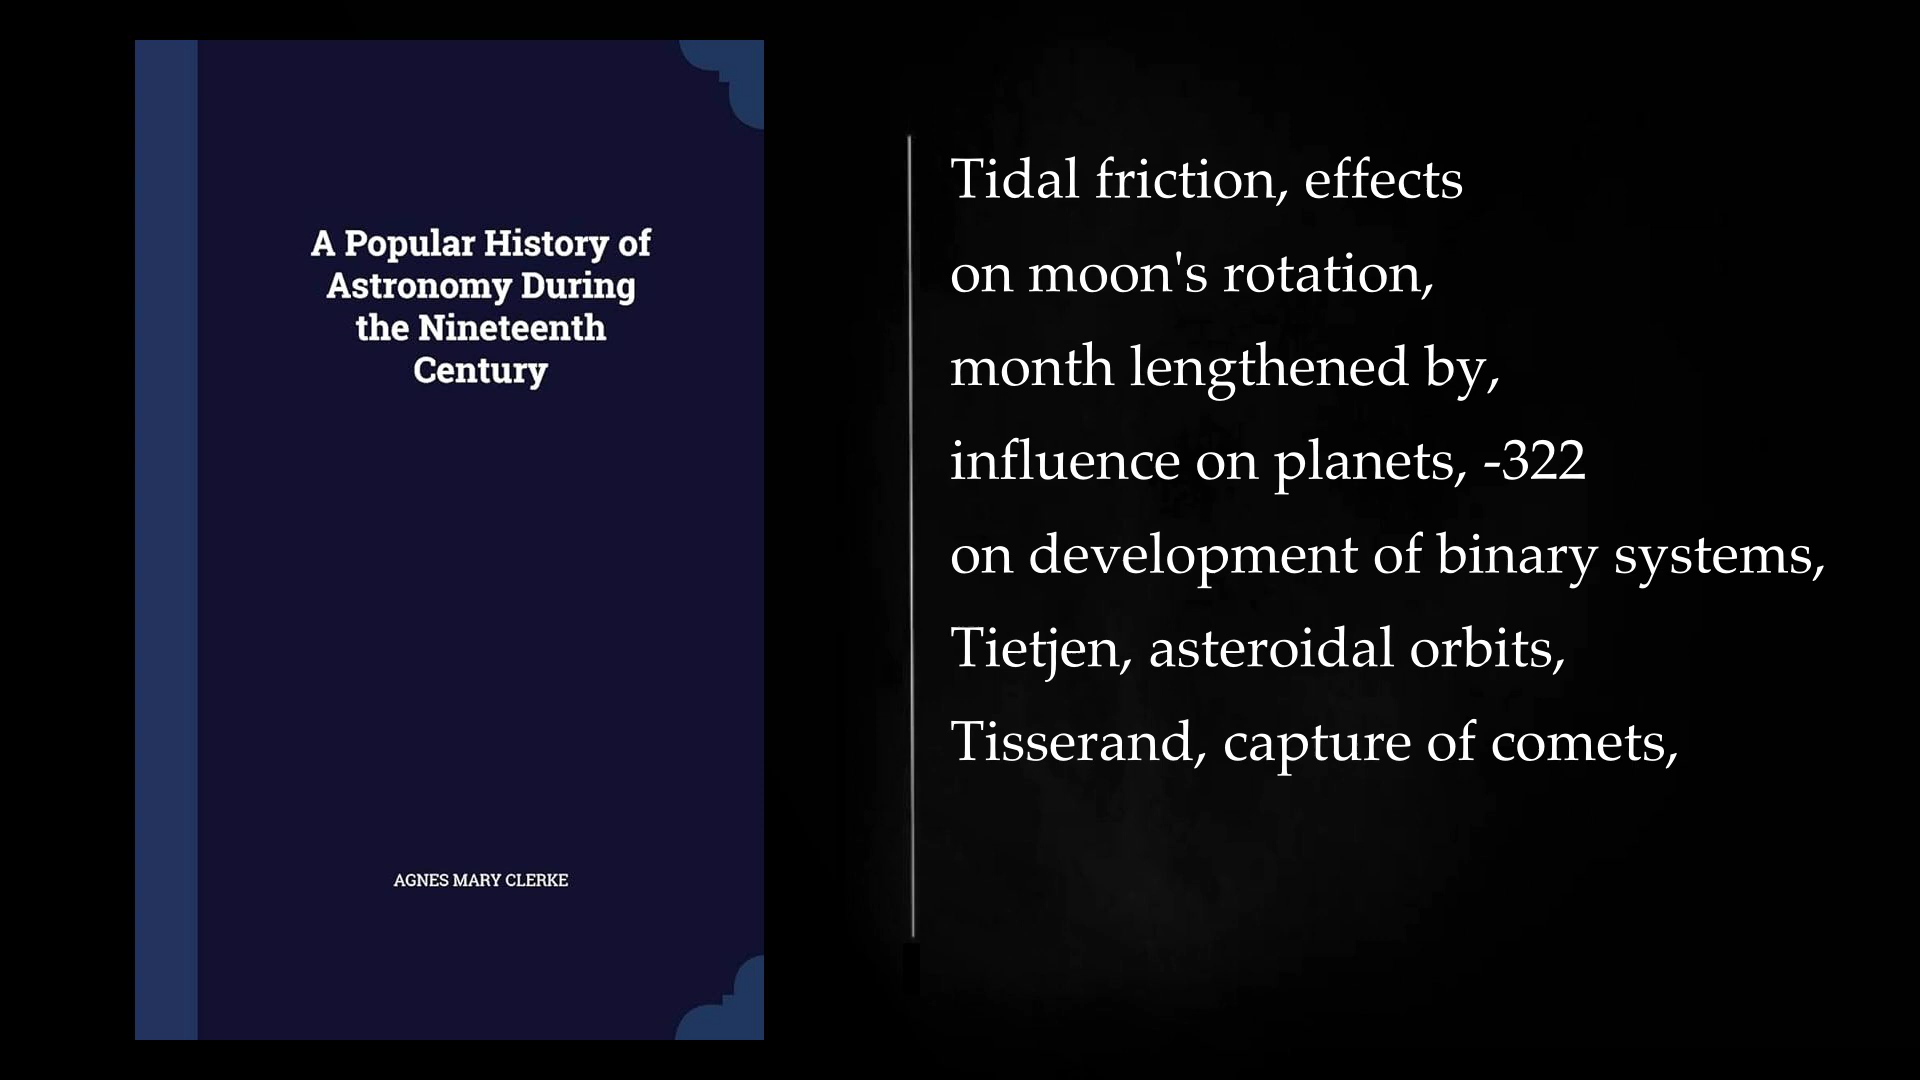 A Popular History of
Astronomy During
the Nineteenth
Century
AGNES MARY CLERKE
Tidal friction, effects
on moon's rotation,
month lengthened by,
influence on planets, -322
on development of binary systems,
Tietjen, asteroidal orbits,
Tisserand, capture of comets,